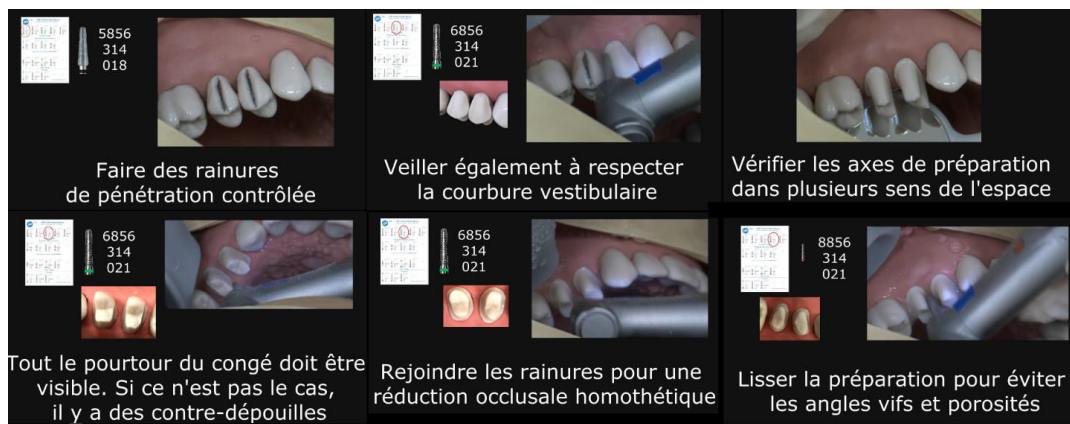 5856
314
018
Faire des rainures
de pénétration contrôlée
6856
314
021
Veiller également à respecter
la courbure vestibulaire
Vérifier les axes de préparation
dans plusieurs sens de l'espace
6856
314
021
Tout le pourtour du congé doit être
visible. Si ce n'est pas le cas,
il y a des contre-dépouilles
6856
314
021
Rejoindre les rainures pour une
réduction occlusale homothétique
8856
314
021
Lisser la préparation pour éviter
les angles vifs et porosités